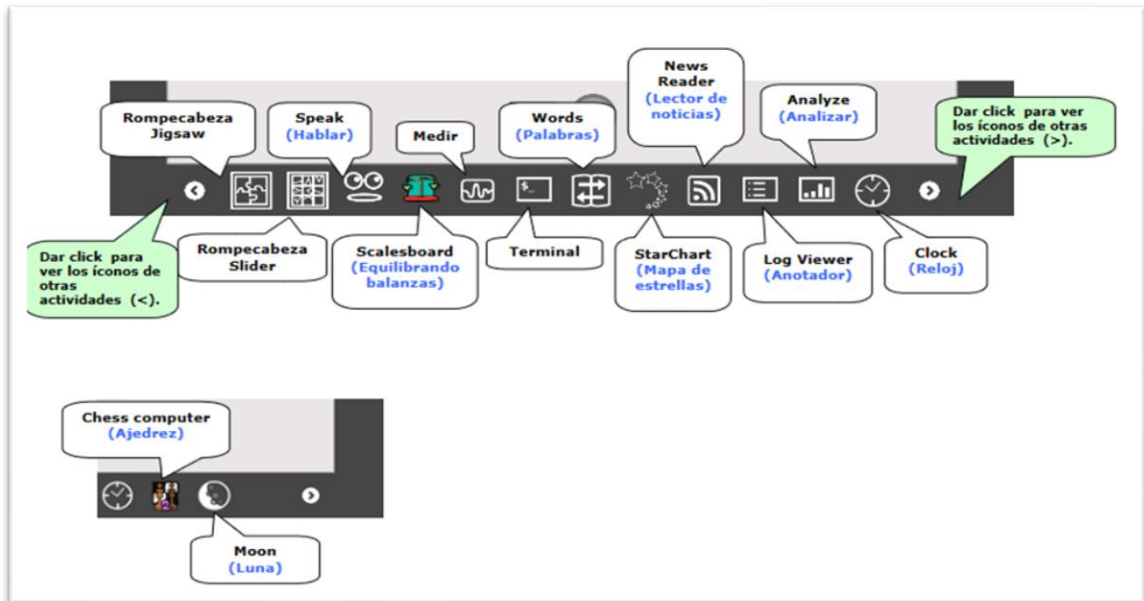 Rompecabeza
Jigsaw
Speak
(Hablar)
Medir
Words
(Palabras)
News
Reader
(Lector de
noticias)
Analyze
(Analizar)
Dar click para ver
los íconos de otras
actividades (>).
$_
Dar click para
ver los íconos de
otras
actividades (<).
Rompecabeza
Slider
Scalesboard
(Equilibrando
balanzas)
Terminal
StarChart
(Mapa de
estrellas)
Log Viewer
(Anotador)
Clock
(Reloj)
Chess computer
(Ajedrez)
2
Moon
(Luna)